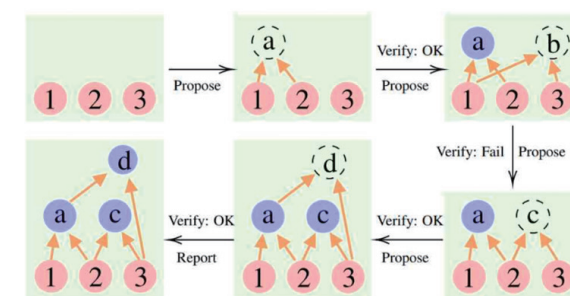 1 2 3
Propose
a
1 2 3
Verify: OK
Propose
a b
1 2 3
Verify: Fail Propose
a c
1 2 3
Verify: OK
Propose
d
a c
1 2 3
Verify: OK
Report
d
a c
1 2 3